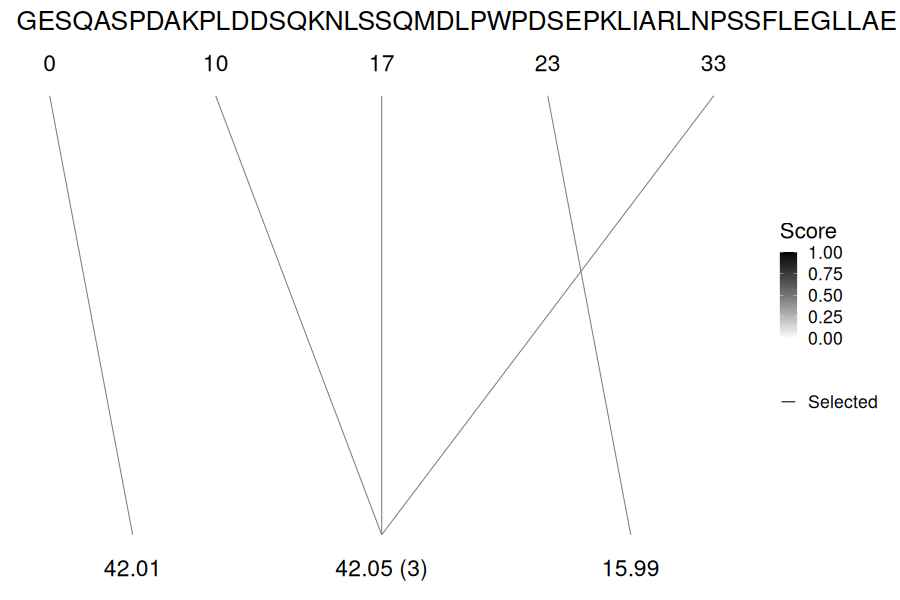 GESQASPDAKPLDDSQKNLSSQMDLPWPDSEPKLIARLNPSSFLEGLLAE
0 10 17 23 33
Score
1.00
0.75
0.50
0.25
0.00
Selected
42.01 42.05 (3) 15.99